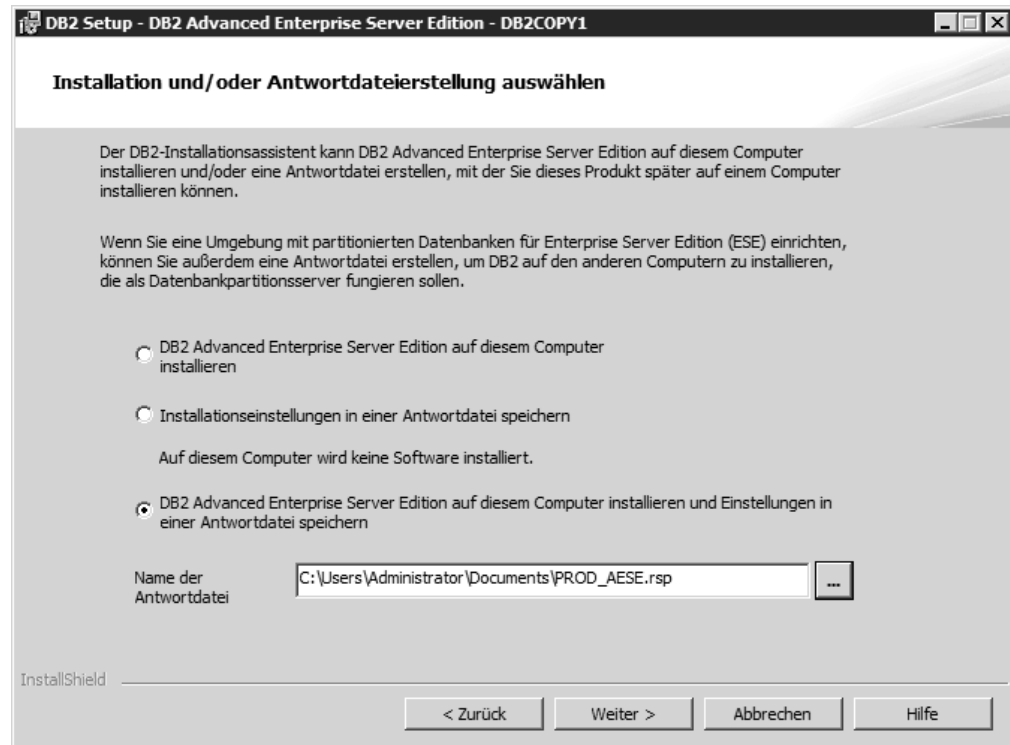 DB2 Setup - DB2 Advanced Enterprise Server Edition - DB2COPY1
Installation und/oder Antwortdateierstellung auswählen
Der DB2-Installationsassistent kann DB2 Advanced Enterprise Server Edition auf diesem Computer
installieren und/oder eine Antwortdatei erstellen, mit der Sie dieses Produkt später auf einem Computer
installieren können.
Wenn Sie eine Umgebung mit partitionierten Datenbanken für Enterprise Server Edition (ESE) einrichten,
können Sie außerdem eine Antwortdatei erstellen, um DB2 auf den anderen Computern zu installieren,
die als Datenbankpartitionsserver fungieren sollen.
DB2 Advanced Enterprise Server Edition auf diesem Computer
installieren
Installationseinstellungen in einer Antwortdatei speichern
Auf diesem Computer wird keine Software installiert.
DB2 Advanced Enterprise Server Edition auf diesem Computer installieren und Einstellungen in
einer Antwortdatei speichern
Name der
Antwortdatei
C:\Users\Administrator\Documents\PROD_AESE.rsp
...
InstallShield
< Zurück
Weiter >
Abbrechen
Hilfe